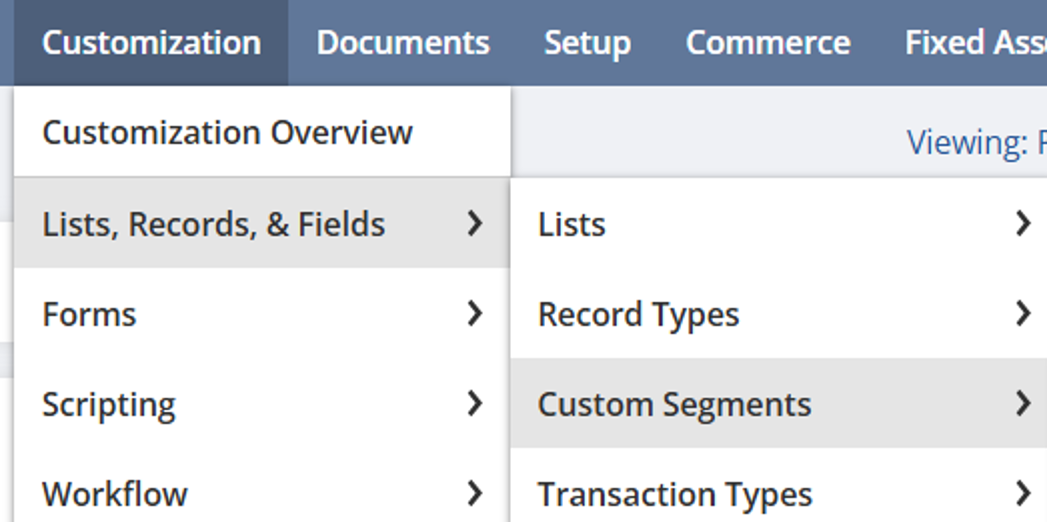 Customization Documents Setup Commerce Fixed
Customization Overview
Viewing:
Lists, Records, & Fields
Lists
Forms
Record Types
Scripting
Custom Segments
Workflow
Transaction Types